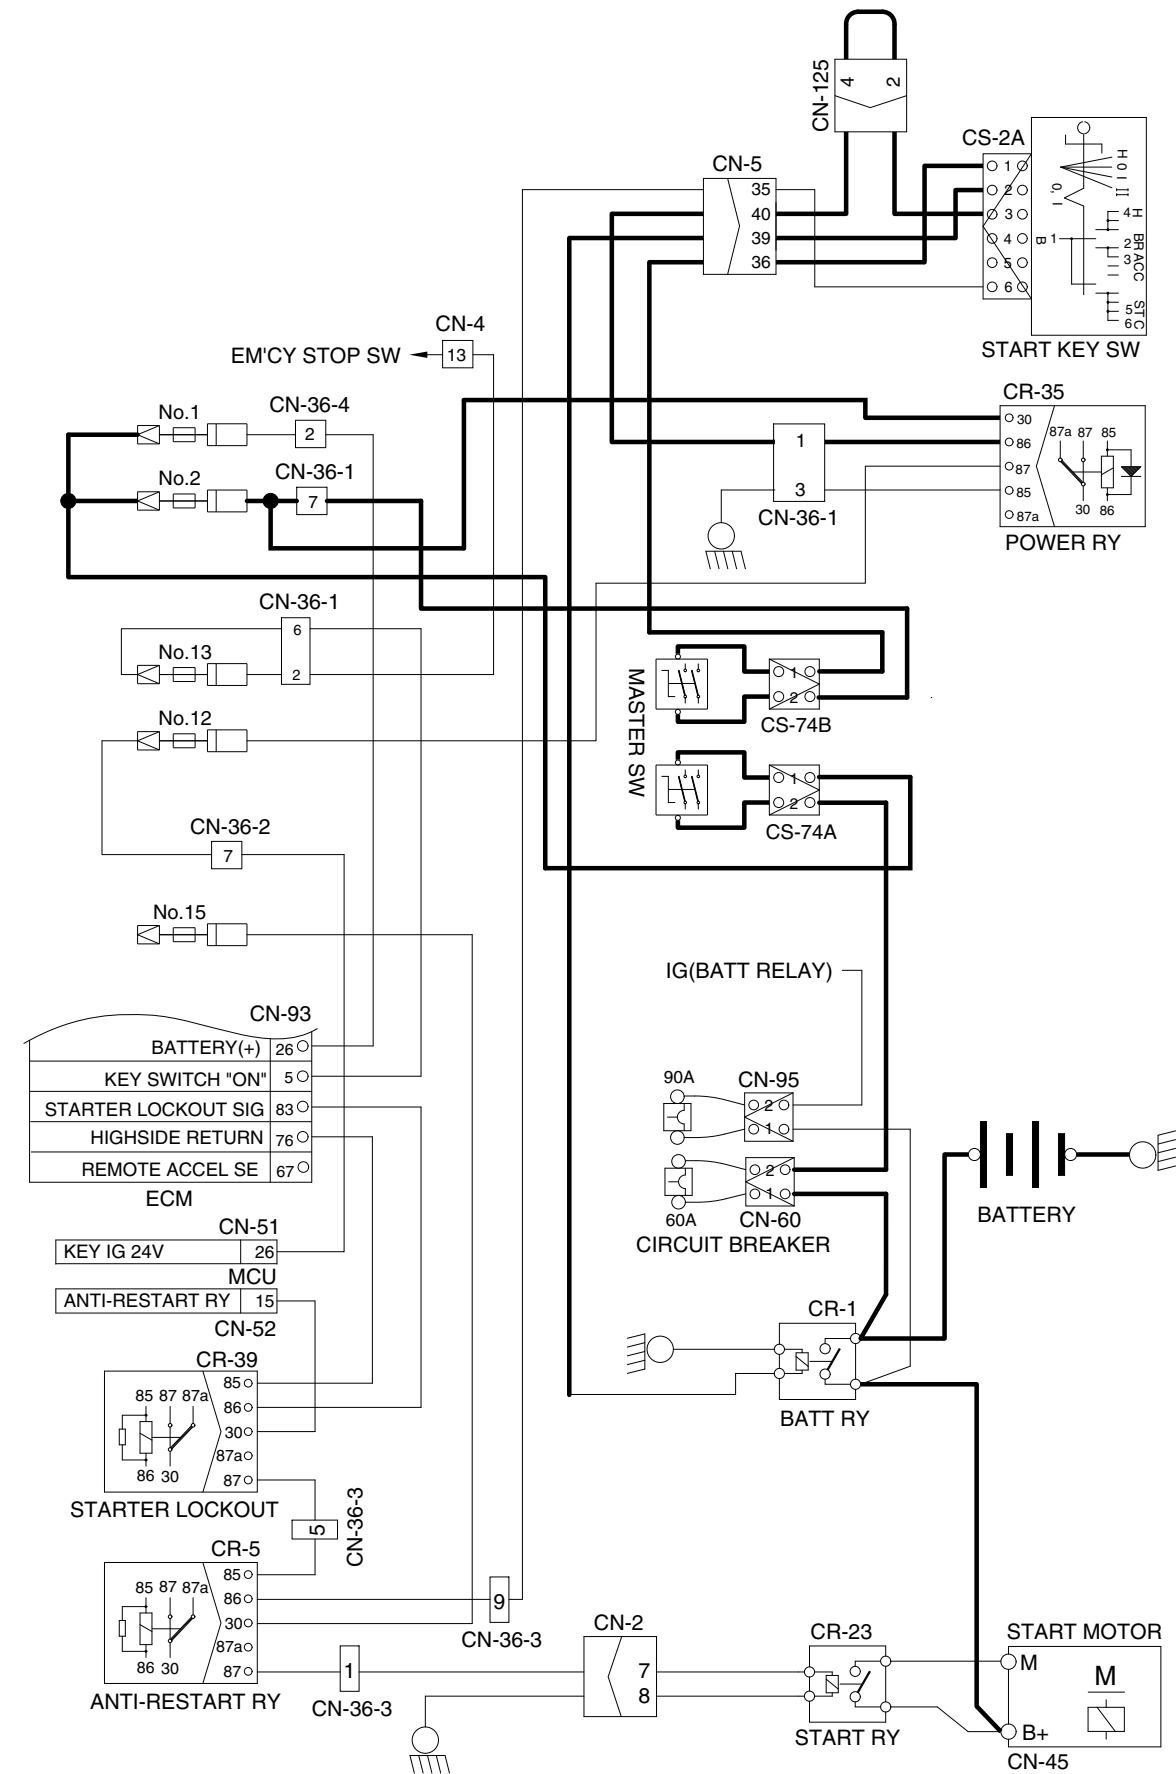 CN-125
4
2
CS-2A
CN-5
35
40
39
36
1
2
3
4
5
6
H O I II
0, I
B
1
4 H
BR
2
ACC
3
ST
5
C
6
START KEY SW
CN-4
13
EM'CY STOP SW
No.1
CN-36-4
2
No.2
CN-36-1
7
CR-35
30
86
87
85
87a
87a 87 85
30 86
POWER RY
1
3
CN-36-1
CN-36-1
6
2
No.13
No.12
MASTER SW
1
2
CS-74B
1
2
CS-74A
CN-36-2
7
No.15
IG(BATT RELAY)
CN-93
BATTERY(+) 26
KEY SWITCH "ON" 5
STARTER LOCKOUT SIG 83
HIGHSIDE RETURN 76
REMOTE ACCEL SE 67
ECM
90A
CN-95
2
1
2
1
60A
CN-60
CIRCUIT BREAKER
BATTERY
CN-51
KEY IG 24V 26
MCU
ANTI-RESTART RY 15
CN-52
CR-1
BATT RY
CR-39
85
86
30
87a
87
85 87 87a
86 30
STARTER LOCKOUT
5
CN-36-3
CR-5
85
86
30
87a
87
85 87 87a
86 30
ANTI-RESTART RY
9
CN-36-3
1
CN-36-3
CN-2
7
8
CR-23
START RY
START MOTOR
M
M
B+
CN-45